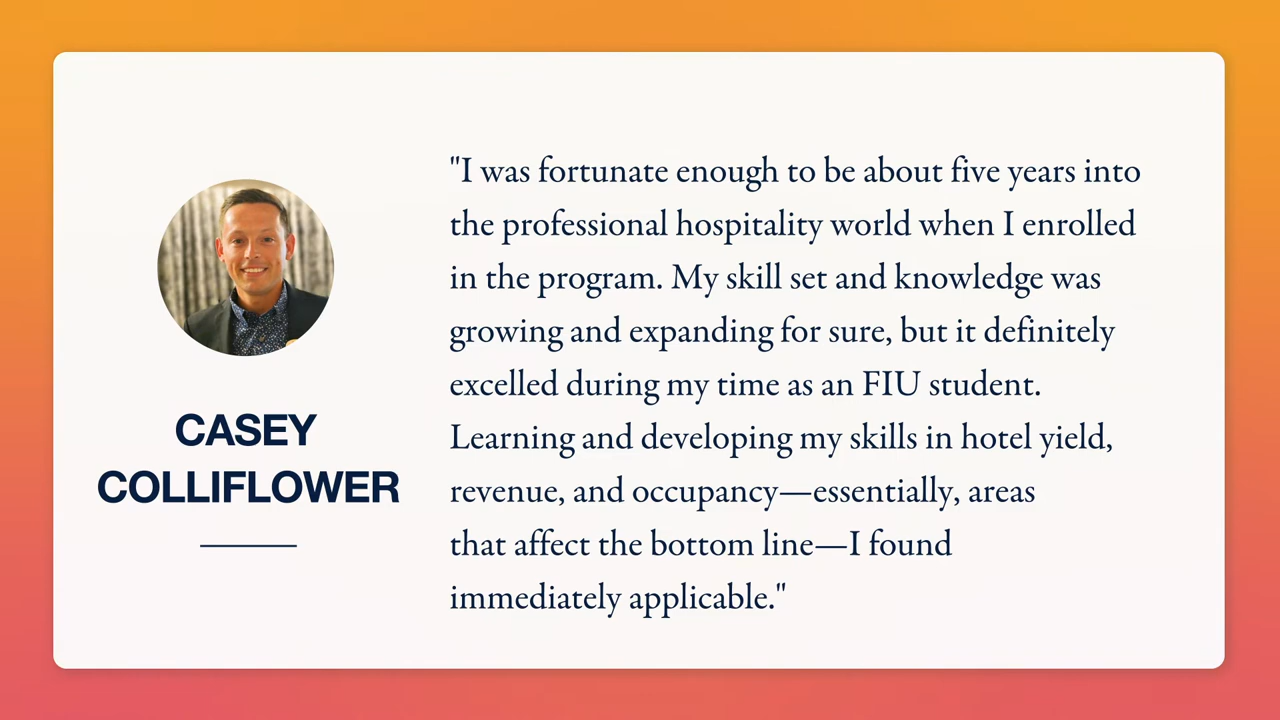 CASEY
COLLIFLOWER
"I was fortunate enough to be about five years into
the professional hospitality world when I enrolled
in the program. My skill set and knowledge was
growing and expanding for sure, but it definitely
excelled during my time as an FIU student.
Learning and developing my skills in hotel yield,
revenue, and occupancy—essentially, areas
that affect the bottom line—I found
immediately applicable."